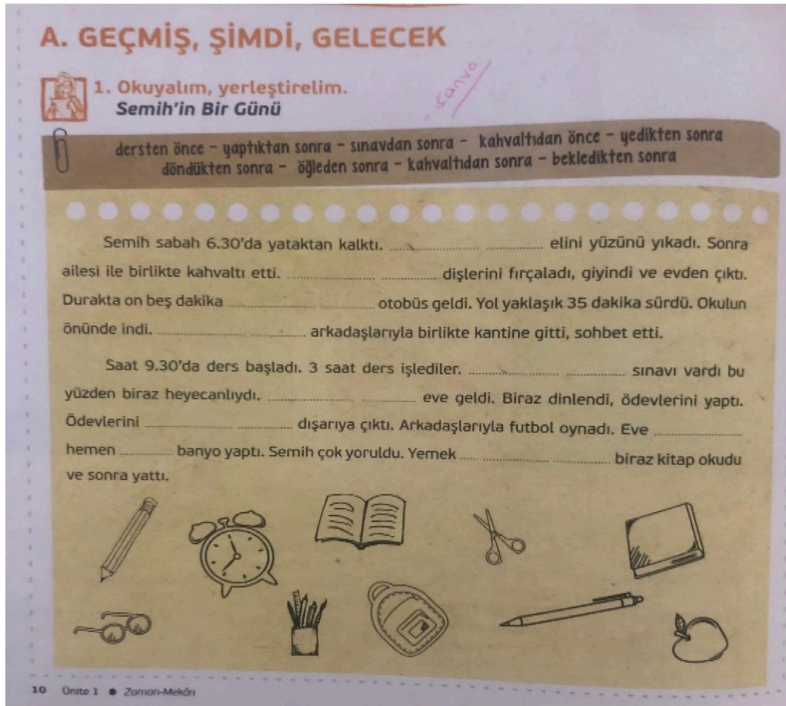 A. GEÇMİŞ, ŞİMDİ, GELECEK
1. Okuyalım, yerleştirelim.
Semih'in Bir Günü
dersten önce – yaptıktan sonra – sınavdan sonra – kahvaltıdan önce – yedikten sonra
döndükten sonra – öğleden sonra – kahvaltıdan sonra – bekledikten sonra
Semih sabah 6.30'da yataktan kalktı. .................... ............... elini yüzünü yıkadı. Sonra
ailesi ile birlikte kahvaltı etti. .................... ............... dişlerini fırçaladı, giyindi ve evden çıktı.
Durakta on beş dakika .................... ............... otobüs geldi. Yol yaklaşık 35 dakika sürdü. Okulun
önünde indi. .................... ............... arkadaşlarıyla birlikte kantine gitti, sohbet etti.
Saat 9.30'da ders başladı. 3 saat ders işlediler. .................... ............... sınavı vardı bu
yüzden biraz heyecanlıydı. .................... ............... eve geldi. Biraz dinlendi, ödevlerini yaptı.
Ödevlerini .................... ............... dışarıya çıktı. Arkadaşlarıyla futbol oynadı. Eve ....................
hemen ............... banyo yaptı. Semih çok yoruldu. Yemek .................... ............... biraz kitap okudu
ve sonra yattı.
10 Ünite 1 ● Zaman-Mekân